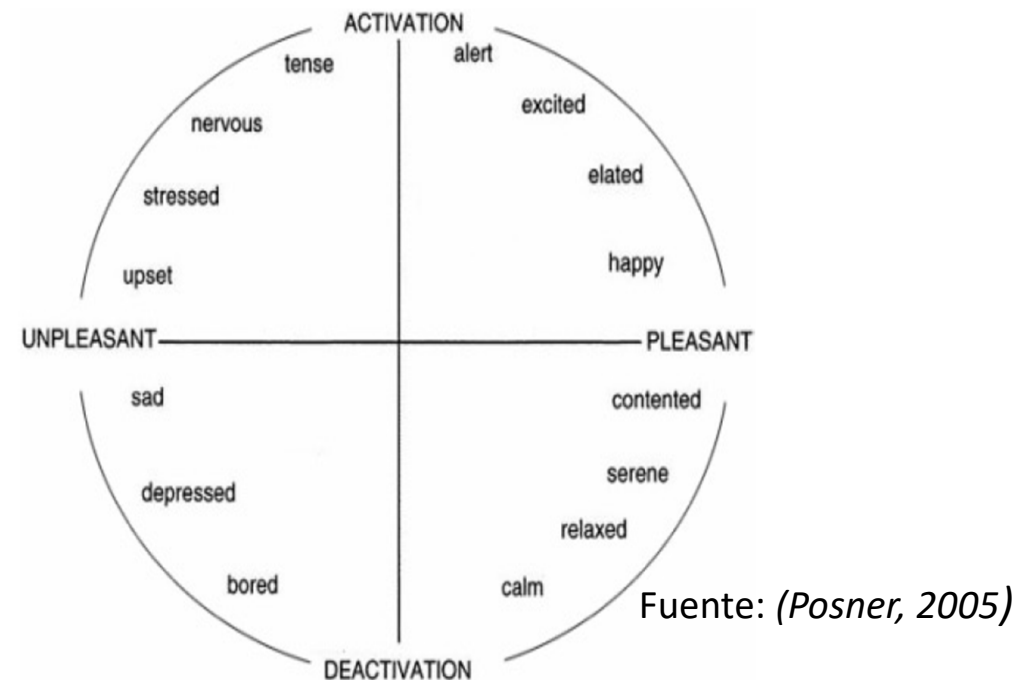 ACTIVATION
tense
alert
nervous
excited
stressed
elated
upset
happy
UNPLEASANT
PLEASANT
sad
contented
depressed
serene
relaxed
bored
calm
Fuente: (Posner, 2005)
DEACTIVATION